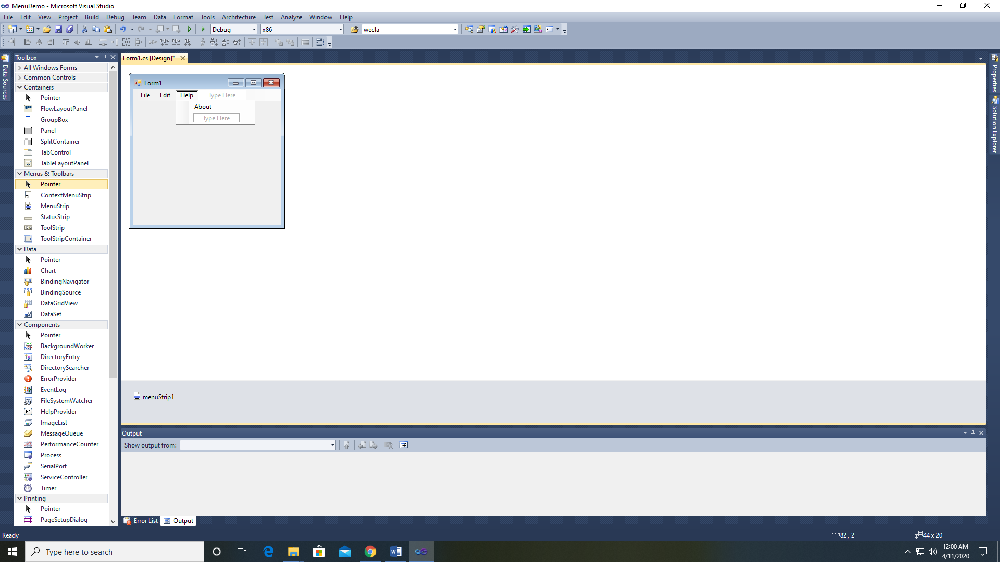 MenuDemo - Microsoft Visual Studio
File Edit View Project Build Debug Team Data Format Tools Architecture Test Analyze Window Help
Debug x86 wecla
Data Sources
Toolbox
All Windows Forms
Common Controls
Containers
Pointer
FlowLayoutPanel
GroupBox
Panel
SplitContainer
TabControl
TableLayoutPanel
Menus & Toolbars
Pointer
ContextMenuStrip
MenuStrip
StatusStrip
ToolStrip
ToolStripContainer
Data
Pointer
Chart
BindingNavigator
BindingSource
DataGridView
DataSet
Components
Pointer
BackgroundWorker
DirectoryEntry
DirectorySearcher
ErrorProvider
EventLog
FileSystemWatcher
F1 HelpProvider
ImageList
MessageQueue
PerformanceCounter
Process
SerialPort
ServiceController
Timer
Printing
Pointer
PageSetupDialog
Form1.cs [Design]*
Form1
File Edit Help Type Here
About
Type Here
menuStrip1
Properties
Solution Explorer
Output
Show output from:
Error List Output
Ready 82 , 2 44 x 20
Type here to search
12:00 AM
4/11/2020